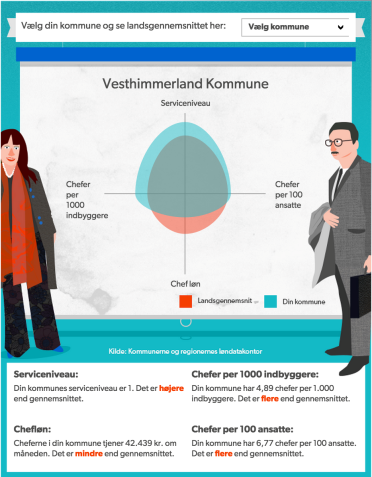 Vælg din kommune og se landsgennemsnittet her:
Vælg kommune
Vesthimmerland Kommune
Serviceniveau
Chefer
per
1000
indbyggere
Chefer
per 100
ansatte
Chef løn
Landsgennemsnit
Din kommune
Kilde: Kommunerne og regionernes løndatakontor
Serviceniveau:
Din kommunes serviceniveau er 1. Det er højere
end gennemsnittet.
Chefer per 1000 indbyggere:
Din kommune har 4,89 chefer per 1.000
indbyggere. Det er flere end gennemsnittet.
Chefløn:
Cheferne i din kommune tjener 42.439 kr. om
måneden. Det er mindre end gennemsnittet.
Chefer per 100 ansatte:
Din kommune har 6,77 chefer per 100 ansatte.
Det er flere end gennemsnittet.